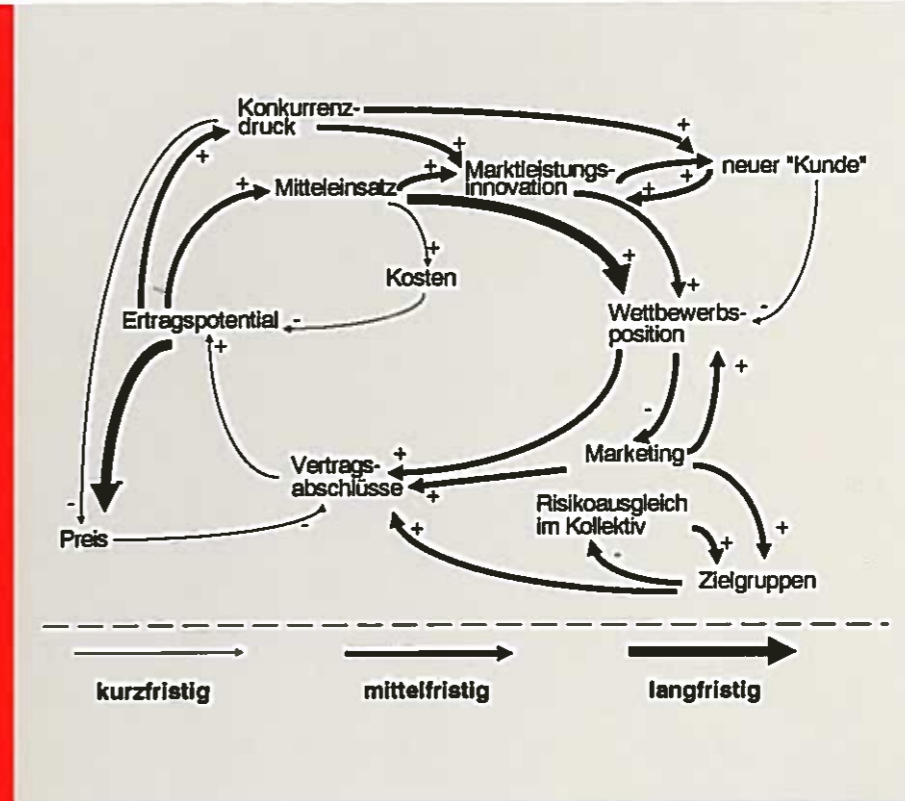 Konkurrenz-
druck
+
+
+
+
Mitteleinsatz
+
+
Marktleistungs-
innovation
+
+
neuer "Kunde"
+
Kosten
+
+
Ertragspotential
-
+
Wettbewerbs-
position
-
+
-
Marketing
Vertrags-
abschlüsse
+
+
Risikoausgleich
im Kollektiv
-
Preis
-
+
-
+
+
Zielgruppen
kurzfristig
mittelfristig
langfristig